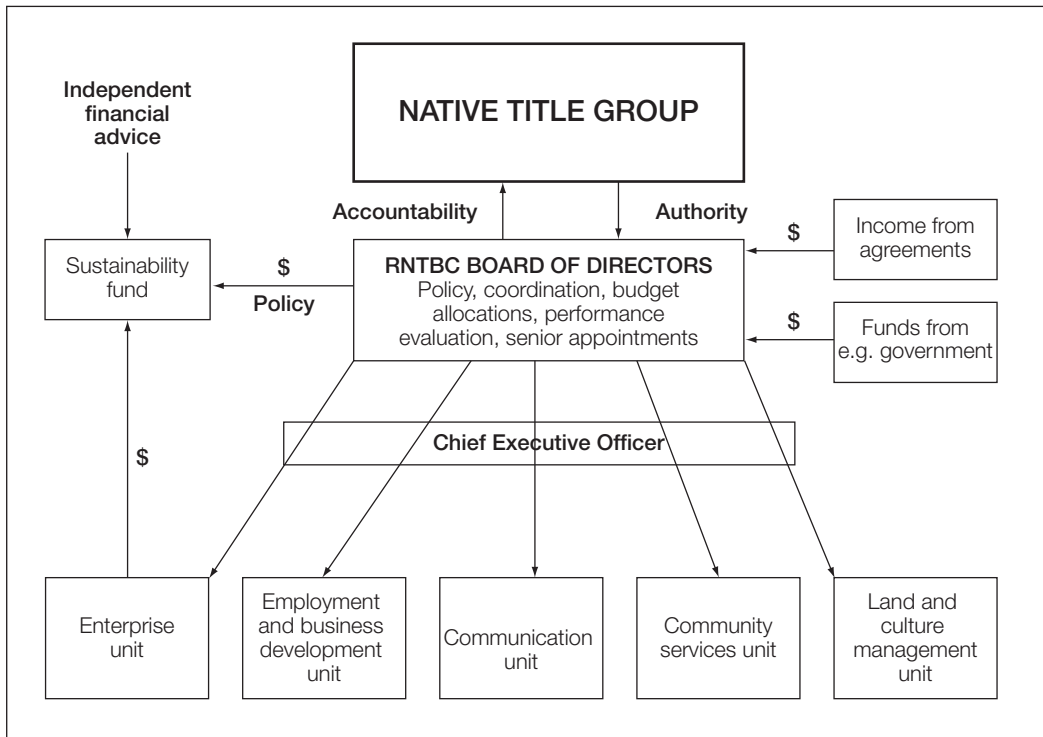 NATIVE TITLE GROUP
Independent
financial
advice
Accountability
Authority
Sustainability
fund
$
Policy
RNTBC BOARD OF DIRECTORS
Policy, coordination, budget
allocations, performance
evaluation, senior appointments
$
Income from
agreements
$
Funds from
e.g. government
Chief Executive Officer
$
Enterprise
unit
Employment
and business
development
unit
Communication
unit
Community
services unit
Land and
culture
management
unit